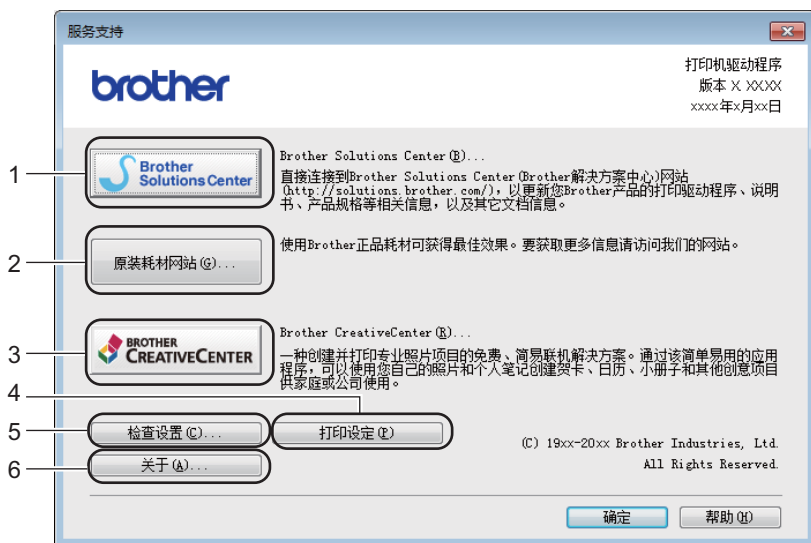 服务支持
brother
打印机驱动程序
版本 X.XXXX
xxxx年x月xx日
1
Brother
Solutions Center
Brother Solutions Center(B)...
直接连接到Brother Solutions Center(Brother解决方案中心)网站
(http://solutions.brother.com/)，以更新您Brother产品的打印驱动程序、说明
书、产品规格等相关信息，以及其它文档信息。
2
原装耗材网站(G)...
使用Brother正品耗材可获得最佳效果。要获取更多信息请访问我们的网站。
3
BROTHER
CREATIVECENTER
Brother CreativeCenter(R)...
一种创建并打印专业照片项目的免费、简易联机解决方案。通过该简单易用的应用
程序，可以使用您自己的照片和个人笔记创建贺卡、日历、小册子和其他创意项目
供家庭或公司使用。
4
5
检查设置(C)...
打印设定(P)
(C) 19xx-20xx Brother Industries, Ltd.
6
关于(A)...
All Rights Reserved.
确定
帮助(H)